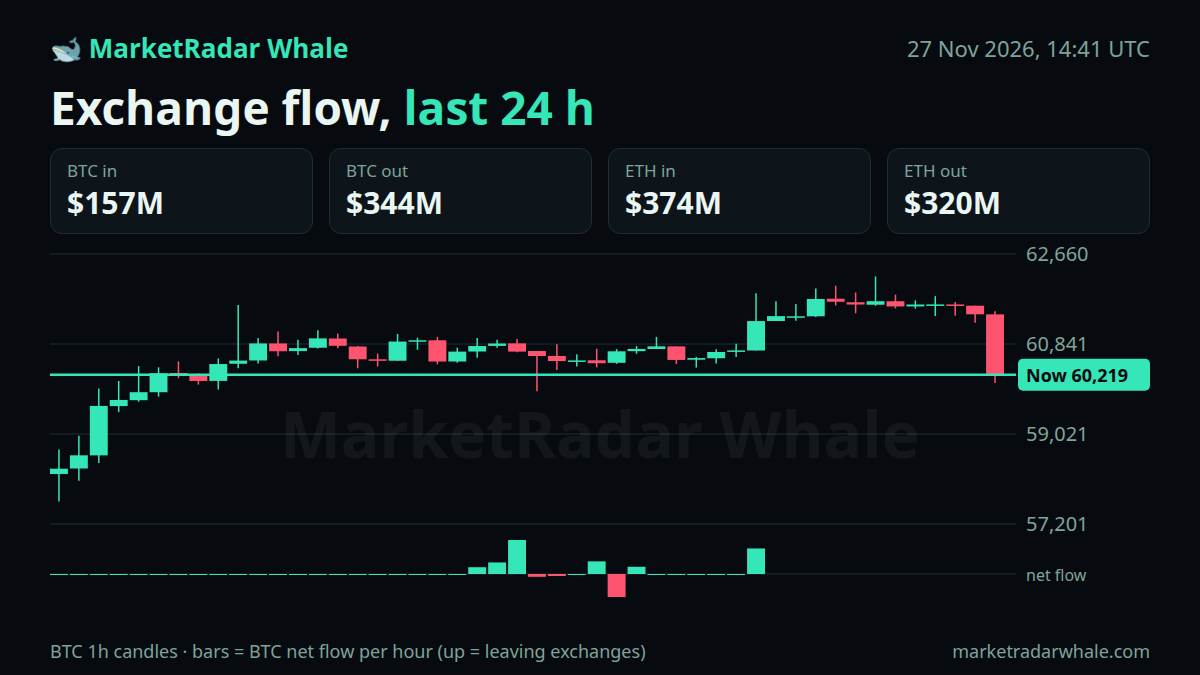 MarketRadar Whale
27 Nov 2026, 14:41 UTC
Exchange flow, last 24 h
BTC in
$157M
BTC out
$344M
ETH in
$374M
ETH out
$320M
62,660
60,841
Now 60,219
59,021
MarketRadar Whale
57,201
net flow
BTC 1h candles · bars = BTC net flow per hour (up = leaving exchanges)
marketradarwhale.com